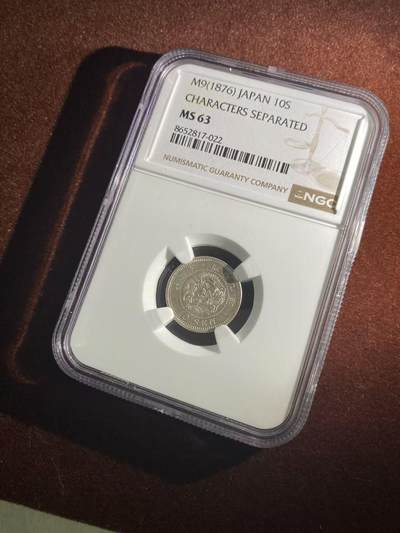 M9(1876) JAPAN 10S
CHARACTERS SEPARATED
MS 63
8652817-022
NUMISMATIC GUARANTY COMPANY
NGC